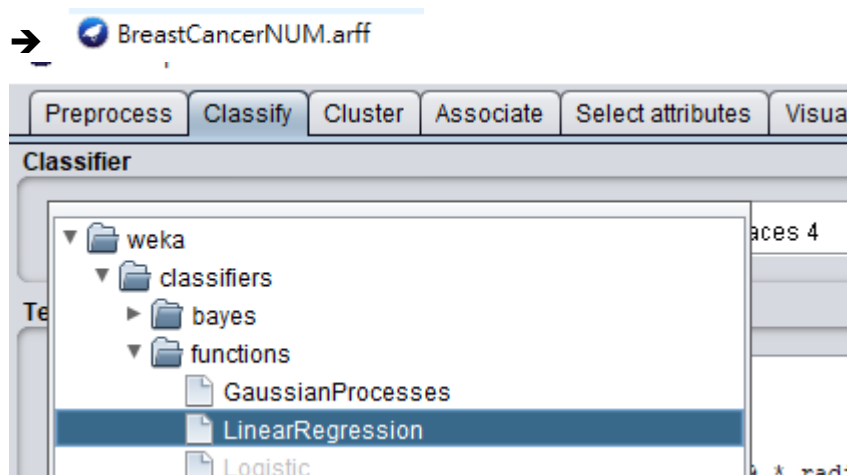 ➔ BreastCancerNUM.arff
Preprocess Classify Cluster Associate Select attributes Visua
Classifier
aces 4
weka
classifiers
Te
bayes
functions
GaussianProcesses
LinearRegression
Logistic
* radi